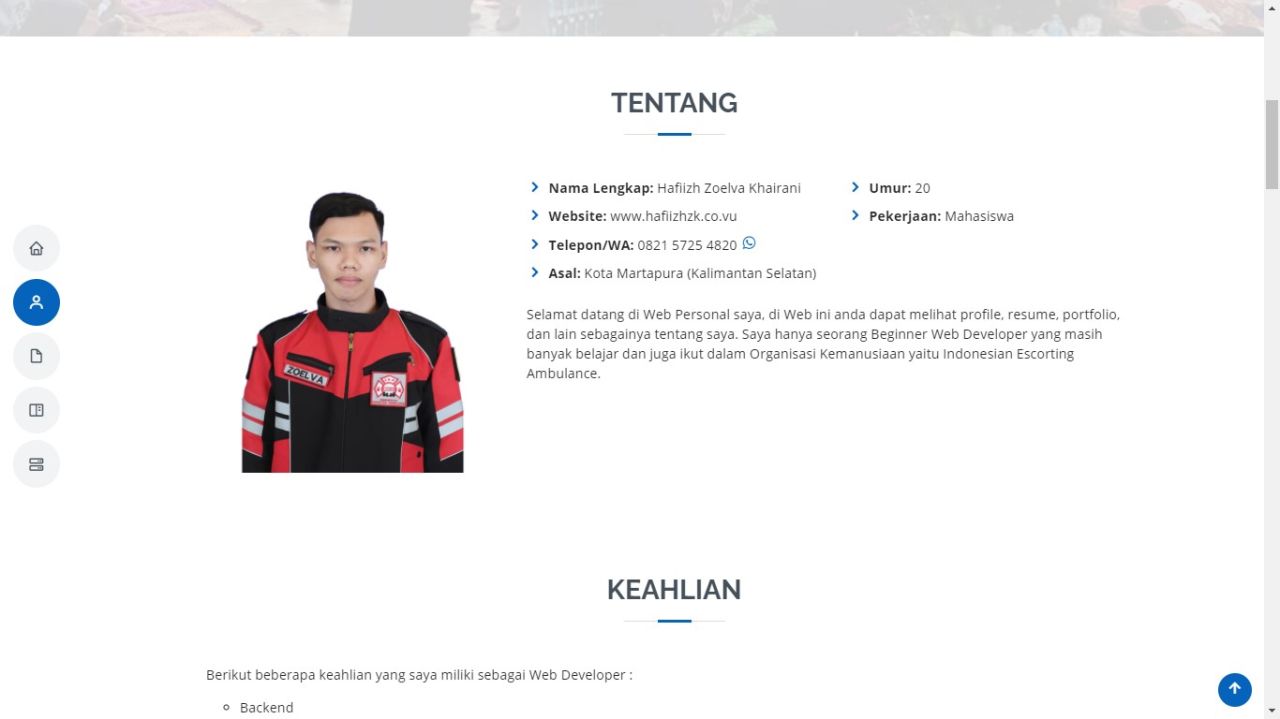 TENTANG
Nama Lengkap: Hafiizh Zoelva Khairani
Umur: 20
Website: www.hafiizhzk.co.vu
Pekerjaan: Mahasiswa
Telepon/WA: 0821 5725 4820
Asal: Kota Martapura (Kalimantan Selatan)
Selamat datang di Web Personal saya, di Web ini anda dapat melihat profile, resume, portfolio,
dan lain sebagainya tentang saya. Saya hanya seorang Beginner Web Developer yang masih
banyak belajar dan juga ikut dalam Organisasi Kemanusiaan yaitu Indonesian Escorting
Ambulance.
ZOELVA
KEAHLIAN
Berikut beberapa keahlian yang saya miliki sebagai Web Developer :
Backend